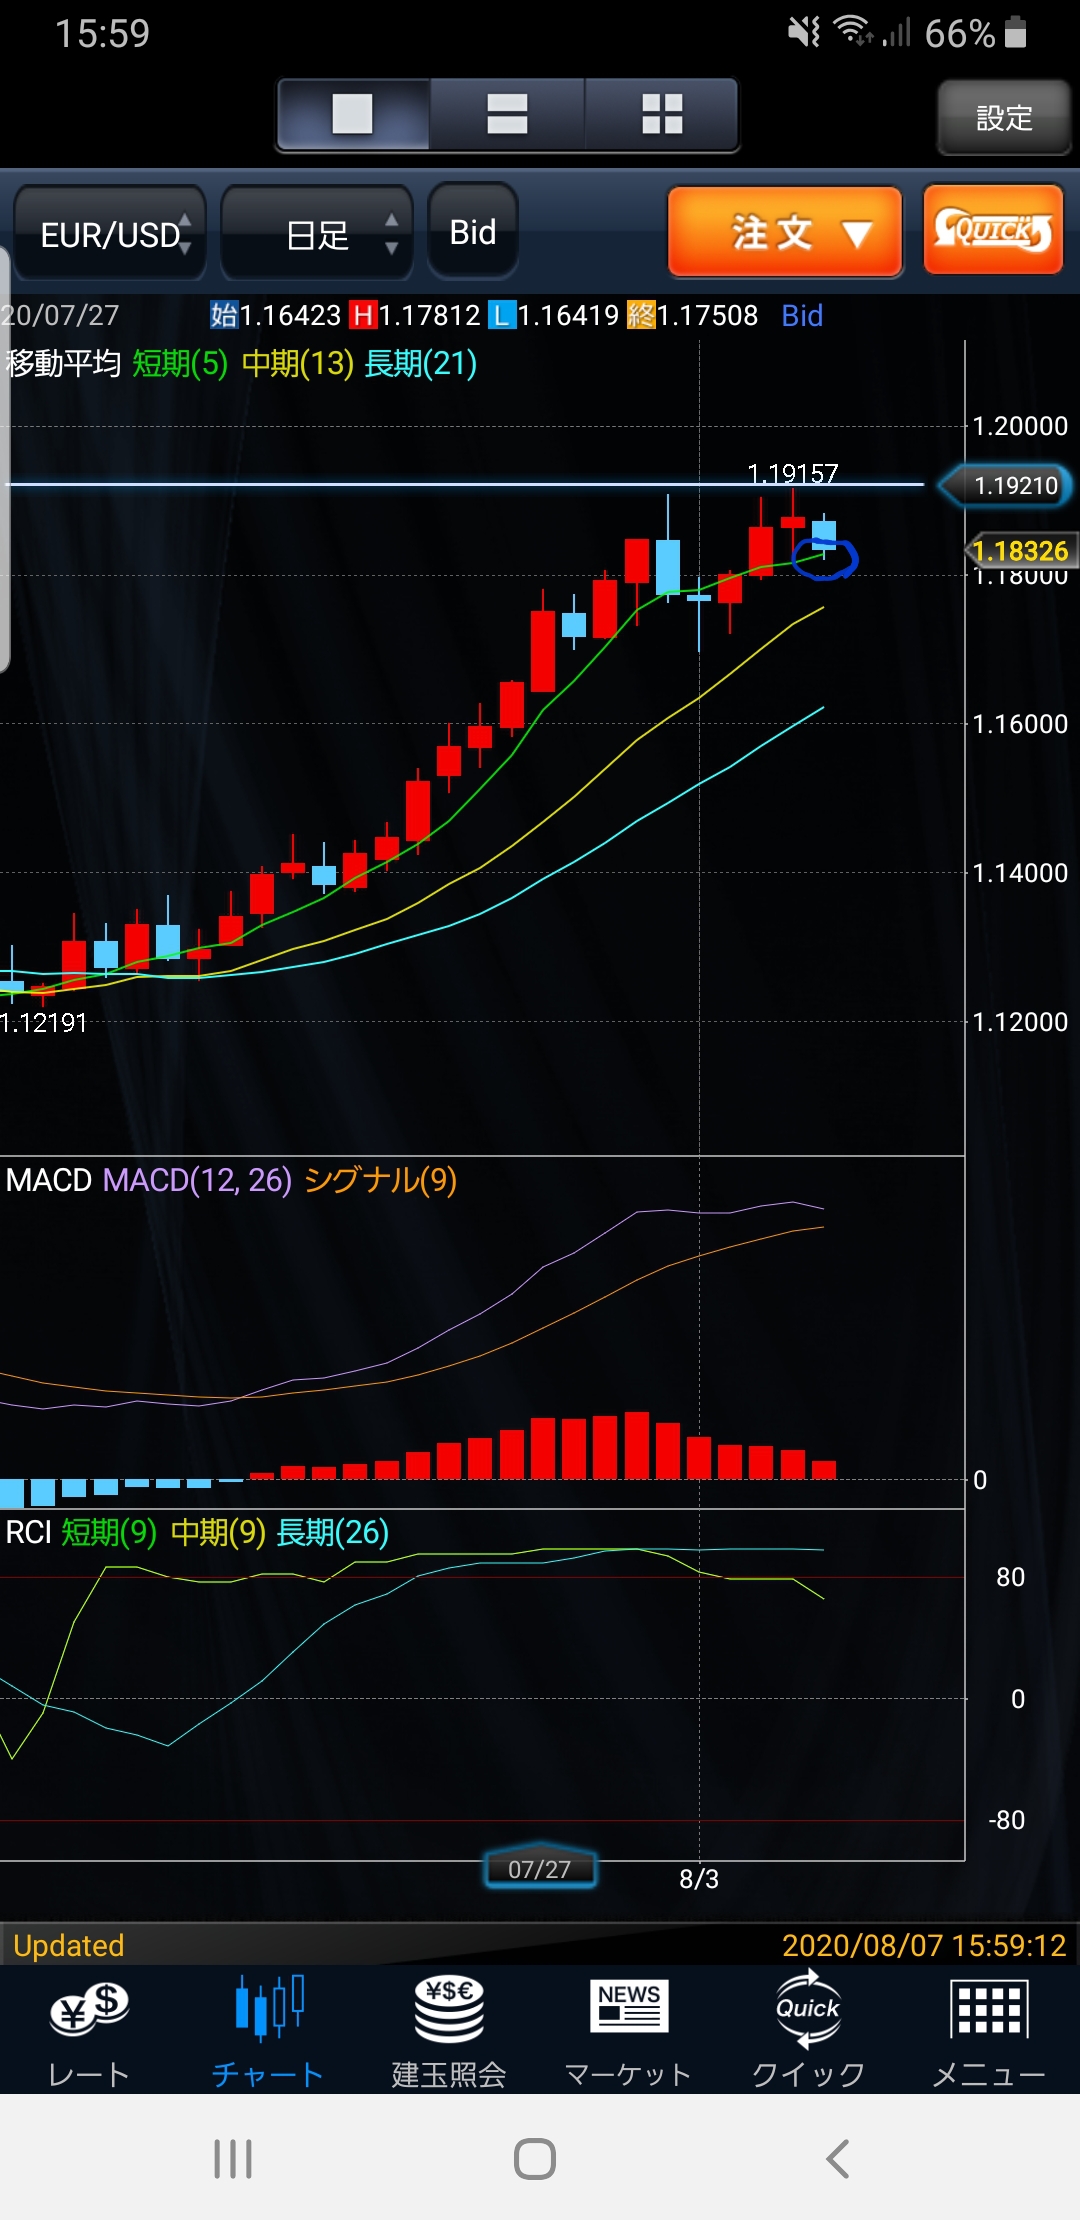 15:59 66%
設定
EUR/USD 日足 Bid 注文 ▼ QUICK
20/07/27 始1.16423 H1.17812 L1.16419 終1.17508 Bid
移動平均 短期(5) 中期(13) 長期(21)
1.20000
1.19157
1.19210
1.18326
1.18000
1.16000
1.14000
1.12191
1.12000
MACD MACD(12, 26) シグナル(9)
0
RCI 短期(9) 中期(9) 長期(26)
80
0
-80
07/27
8/3
Updated 2020/08/07 15:59:12
¥$ ¥$€ NEWS Quick
レート チャート 建玉照会 マーケット クイック メニュー